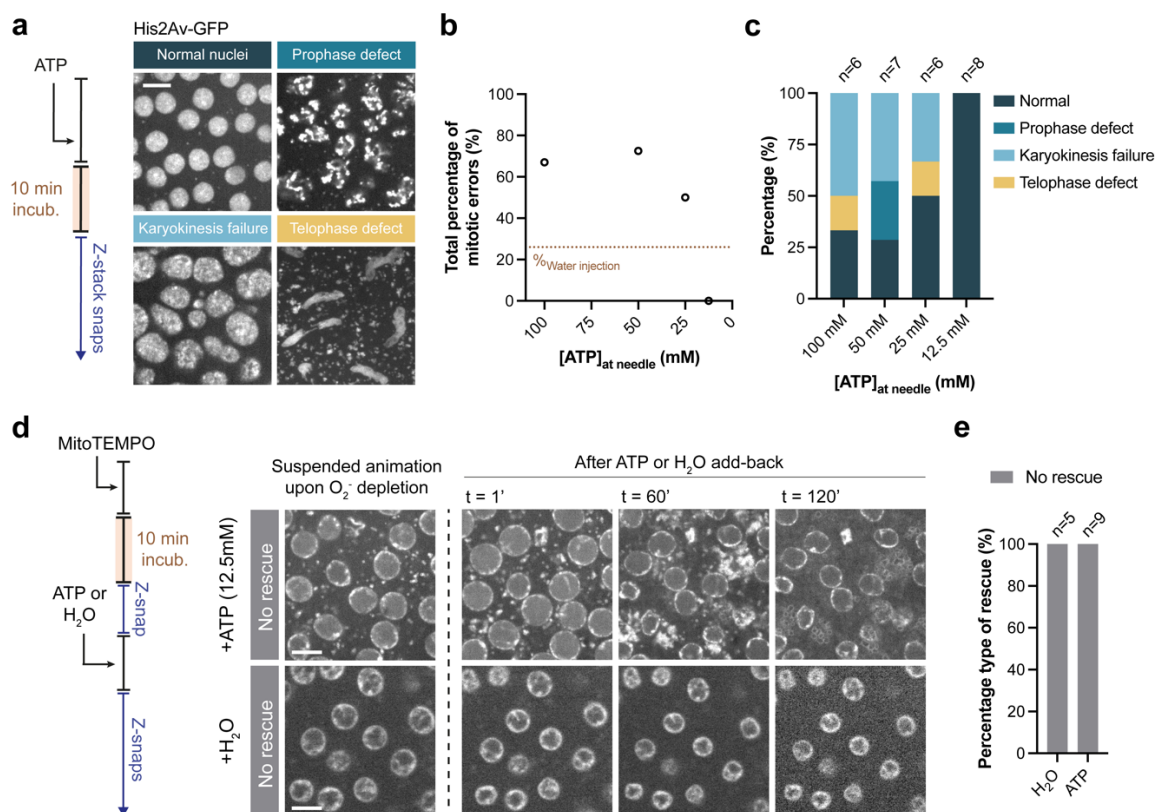 a
His2Av-GFP
ATP
10 min
incub.
Z-stack snaps
Normal nuclei
Prophase defect
Karyokinesis failure
Telophase defect
b
Total percentage of
mitotic errors (%)
100
80
60
40
20
0
%Water injection
100
75
50
25
0
[ATP]at needle (mM)
c
n=6
n=7
n=6
n=8
Percentage (%)
100
75
50
25
0
100 mM
50 mM
25 mM
12.5 mM
[ATP]at needle (mM)
Normal
Prophase defect
Karyokinesis failure
Telophase defect
d
MitoTEMPO
10 min
incub.
ATP or
H2O
Z-snap
Z-snaps
Suspended animation
upon O2- depletion
After ATP or H2O add-back
t = 1'
t = 60'
t = 120'
+ATP (12.5mM)
No rescue
+H2O
No rescue
e
No rescue
n=5
n=9
Percentage type of rescue (%)
100
80
60
40
20
0
H2O
ATP